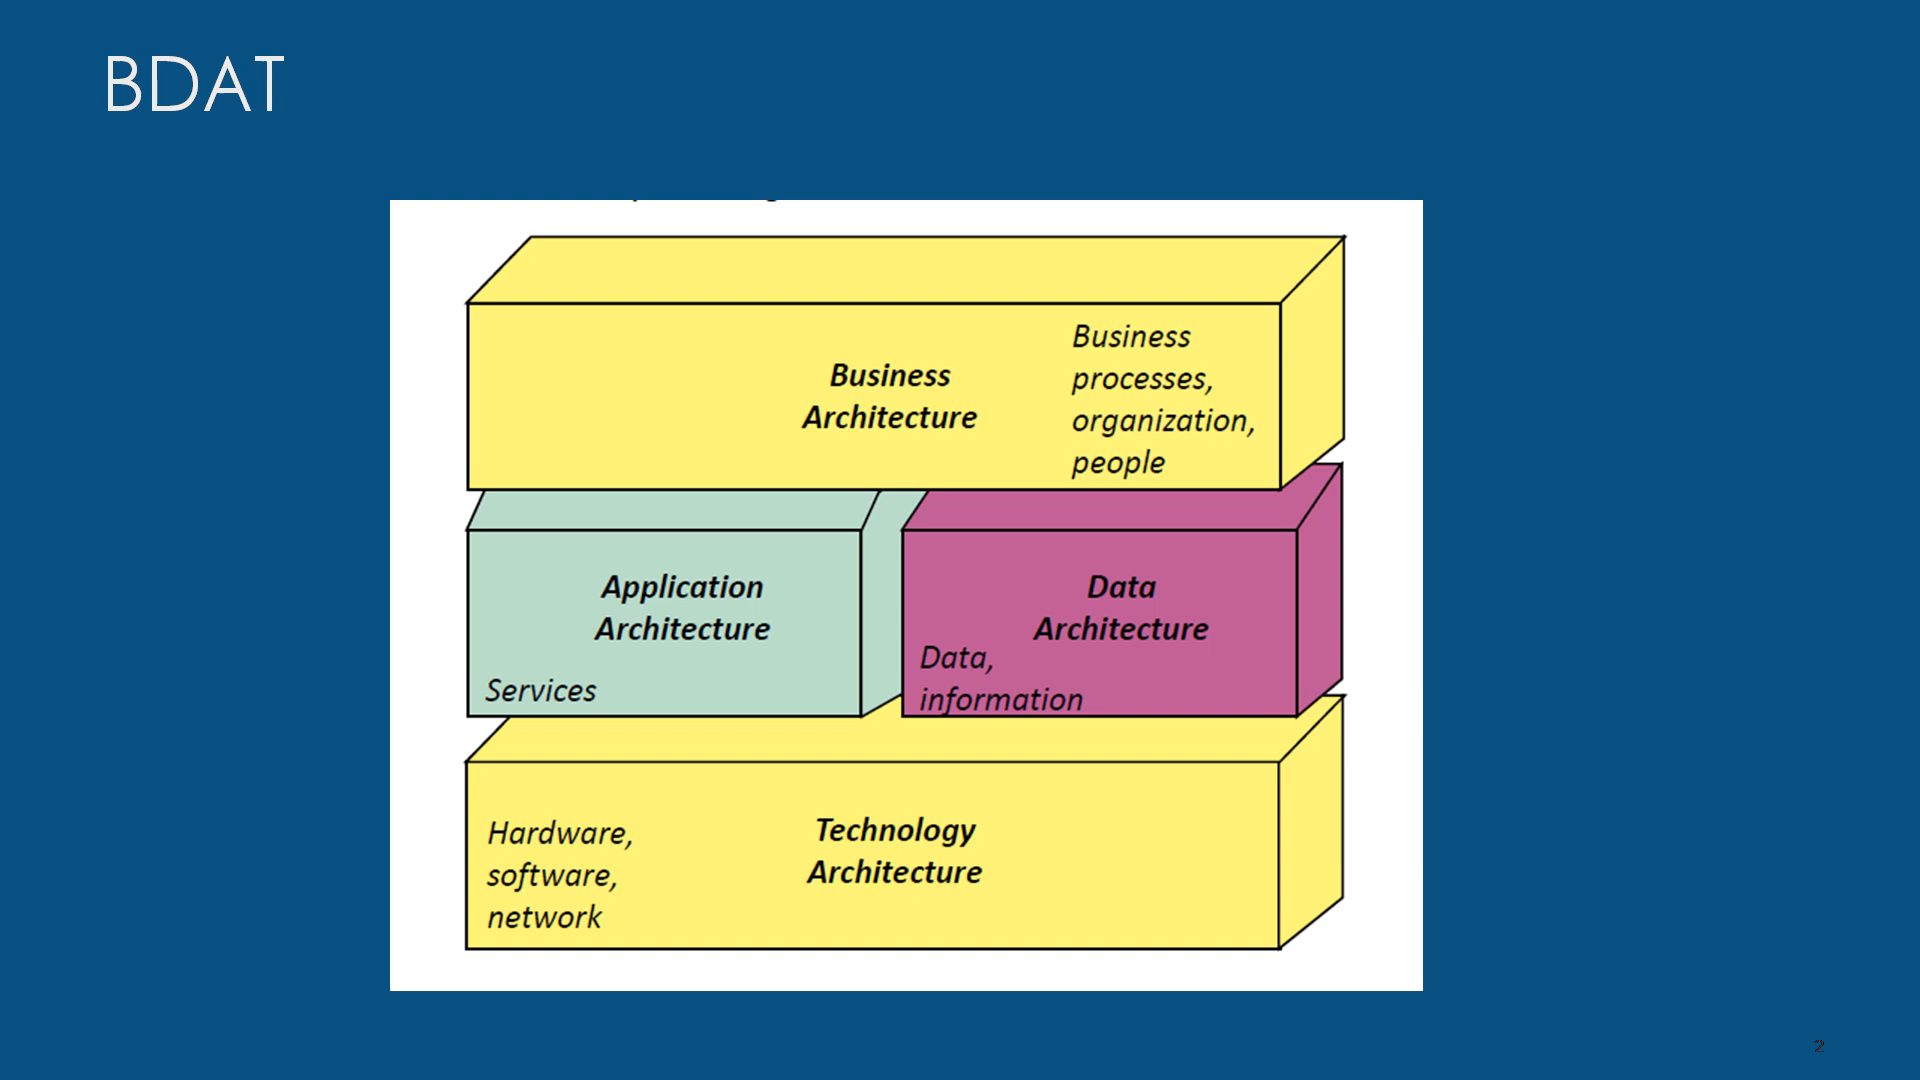 BDAT
Business
Architecture
Business
processes,
organization,
people
Application
Architecture
Services
Data
Architecture
Data,
information
Technology
Architecture
Hardware,
software,
network
2